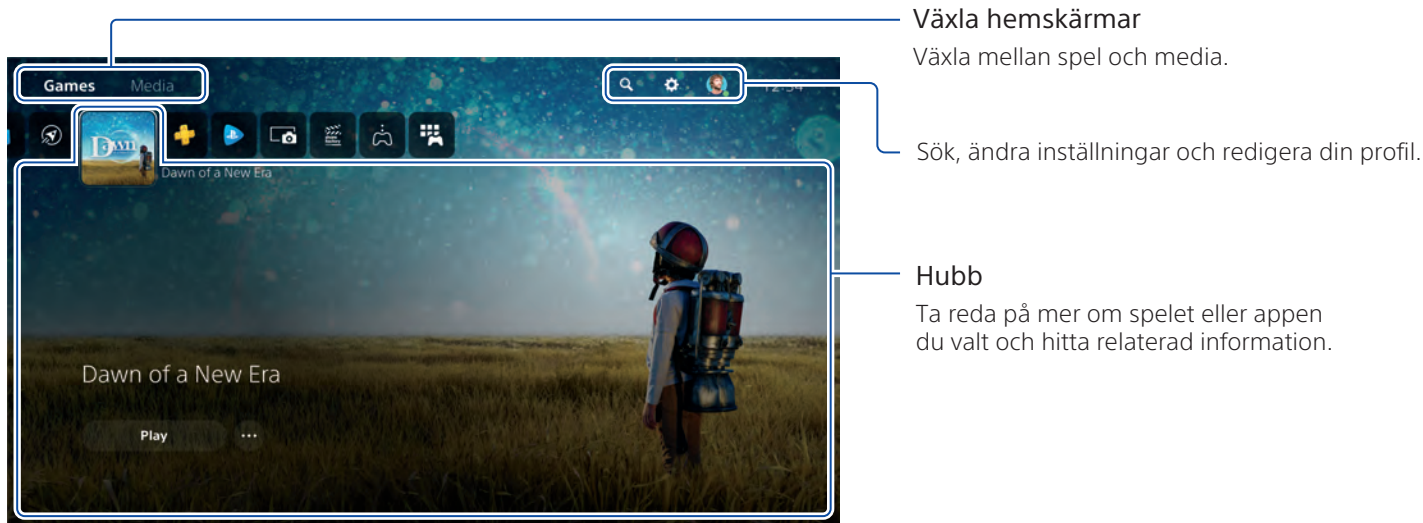 Växla hemskärmar
Växla mellan spel och media.
Games Media
12:34
Dawn
Sök, ändra inställningar och redigera din profil.
Dawn of a New Era
Hubb
Ta reda på mer om spelet eller appen
du valt och hitta relaterad information.
Dawn of a New Era
Play